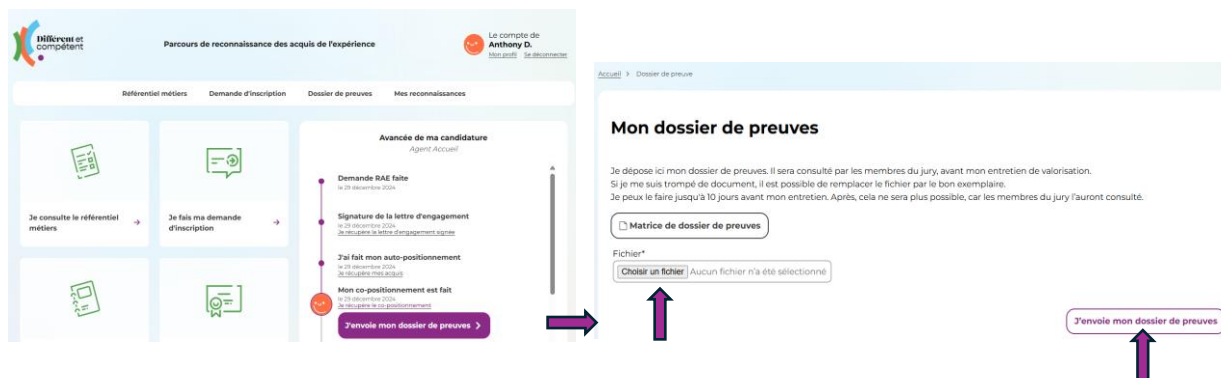 Différent et
compétent
Parcours de reconnaissance des acquis de l'expérience
Le compte de
Anthony D.
Mon profil Se déconnecter
Référentiel métiers Demande d'inscription Dossier de preuves Mes reconnaissances
Je consulte le référentiel
métiers
Je fais ma demande
d'inscription
Avancée de ma candidature
Agent Accueil
Demande RAE faite
le 29 décembre 2024
Signature de la lettre d'engagement
le 29 décembre 2024
Je récupère la lettre d'engagement signée
J'ai fait mon auto-positionnement
le 29 décembre 2024
Je récupère mes acquis
Mon co-positionnement est fait
le 29 décembre 2024
Je récupère le co-positionnement
J'envoie mon dossier de preuves >
Accueil > Dossier de preuve
Mon dossier de preuves
Je dépose ici mon dossier de preuves. Il sera consulté par les membres du jury, avant mon entretien de valorisation.
Si je me suis trompé de document, il est possible de remplacer le fichier par le bon exemplaire.
Je peux le faire jusqu'à 10 jours avant mon entretien. Après, cela ne sera plus possible, car les membres du jury l'auront consulté.
Matrice de dossier de preuves
Fichier*
Choisir un fichier Aucun fichier n'a été sélectionné
J'envoie mon dossier de preuves